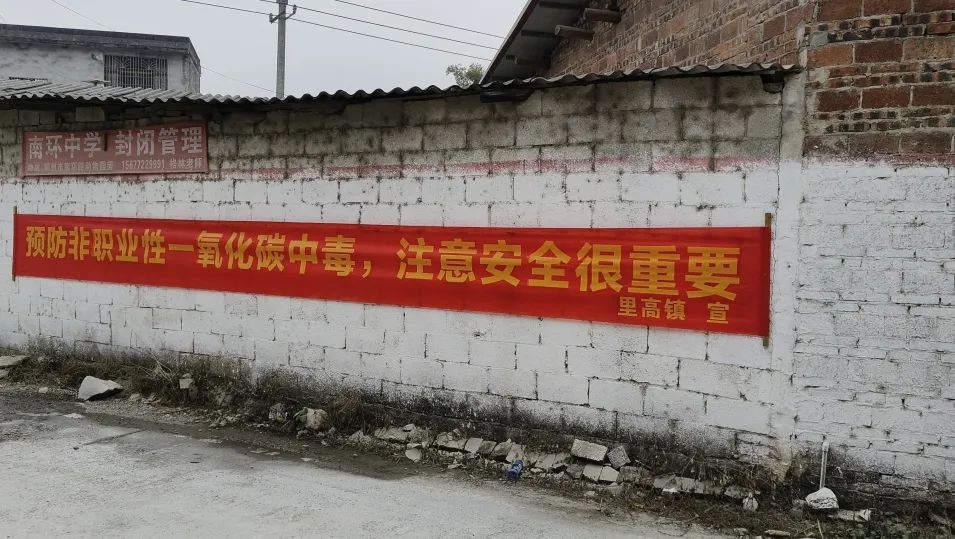 南环中学 封闭管理
预防非职业性一氧化碳中毒，注意安全很重要
里高镇 宣